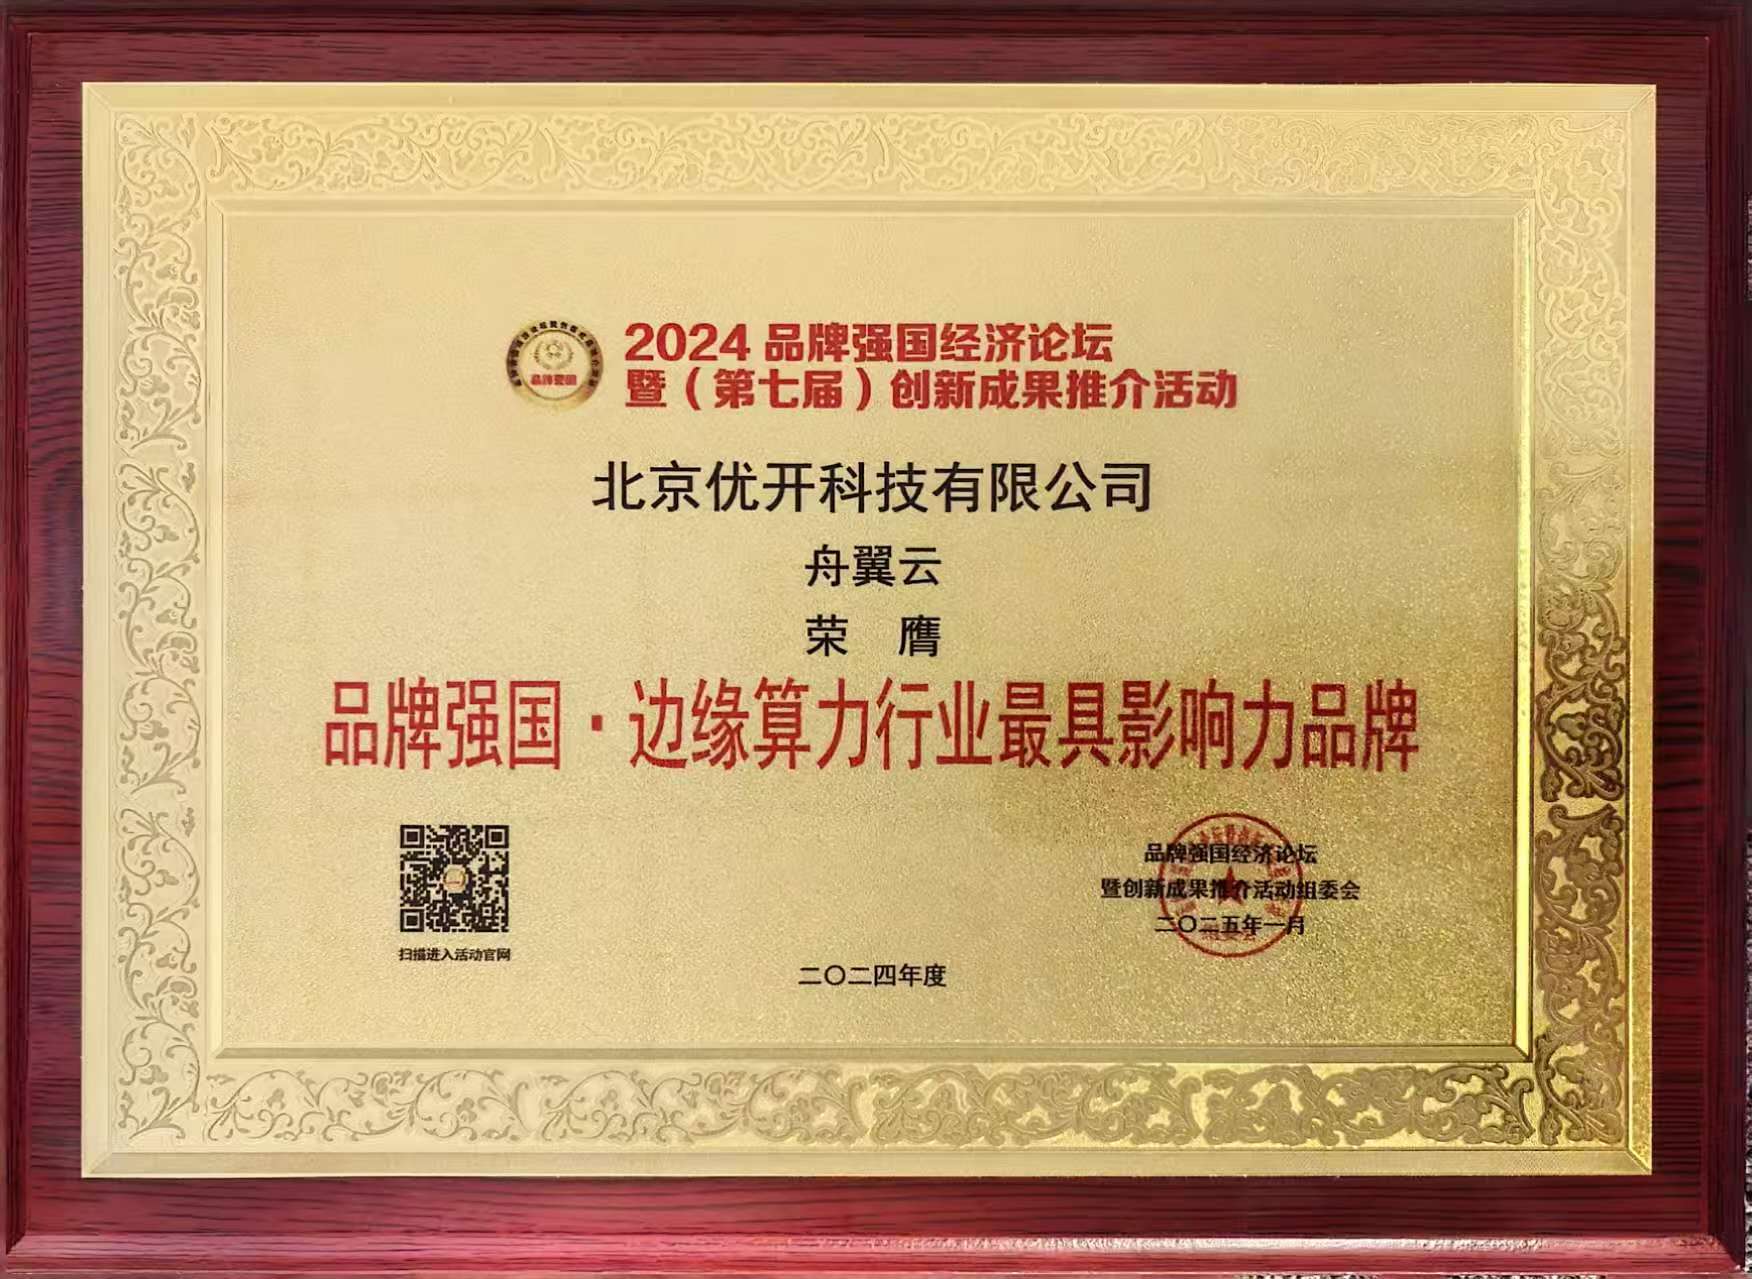 2024 品牌强国经济论坛
暨（第七届）创新成果推介活动
品牌强国
北京优开科技有限公司
舟翼云
荣 膺
品牌强国·边缘算力行业最具影响力品牌
扫描进入活动官网
品牌强国经济论坛
暨创新成果推介活动组委会
二〇二五年一月
二〇二四年度